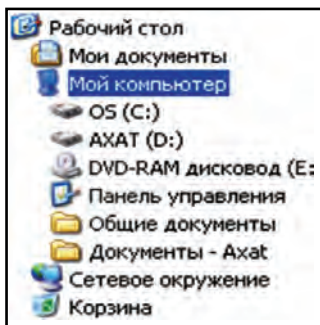 Рабочий стол
Мои документы
Мой компьютер
OS (C:)
AXAT (D:)
DVD-RAM дисковод (E:
Панель управления
Общие документы
Документы - Axat
Сетевое окружение
Корзина